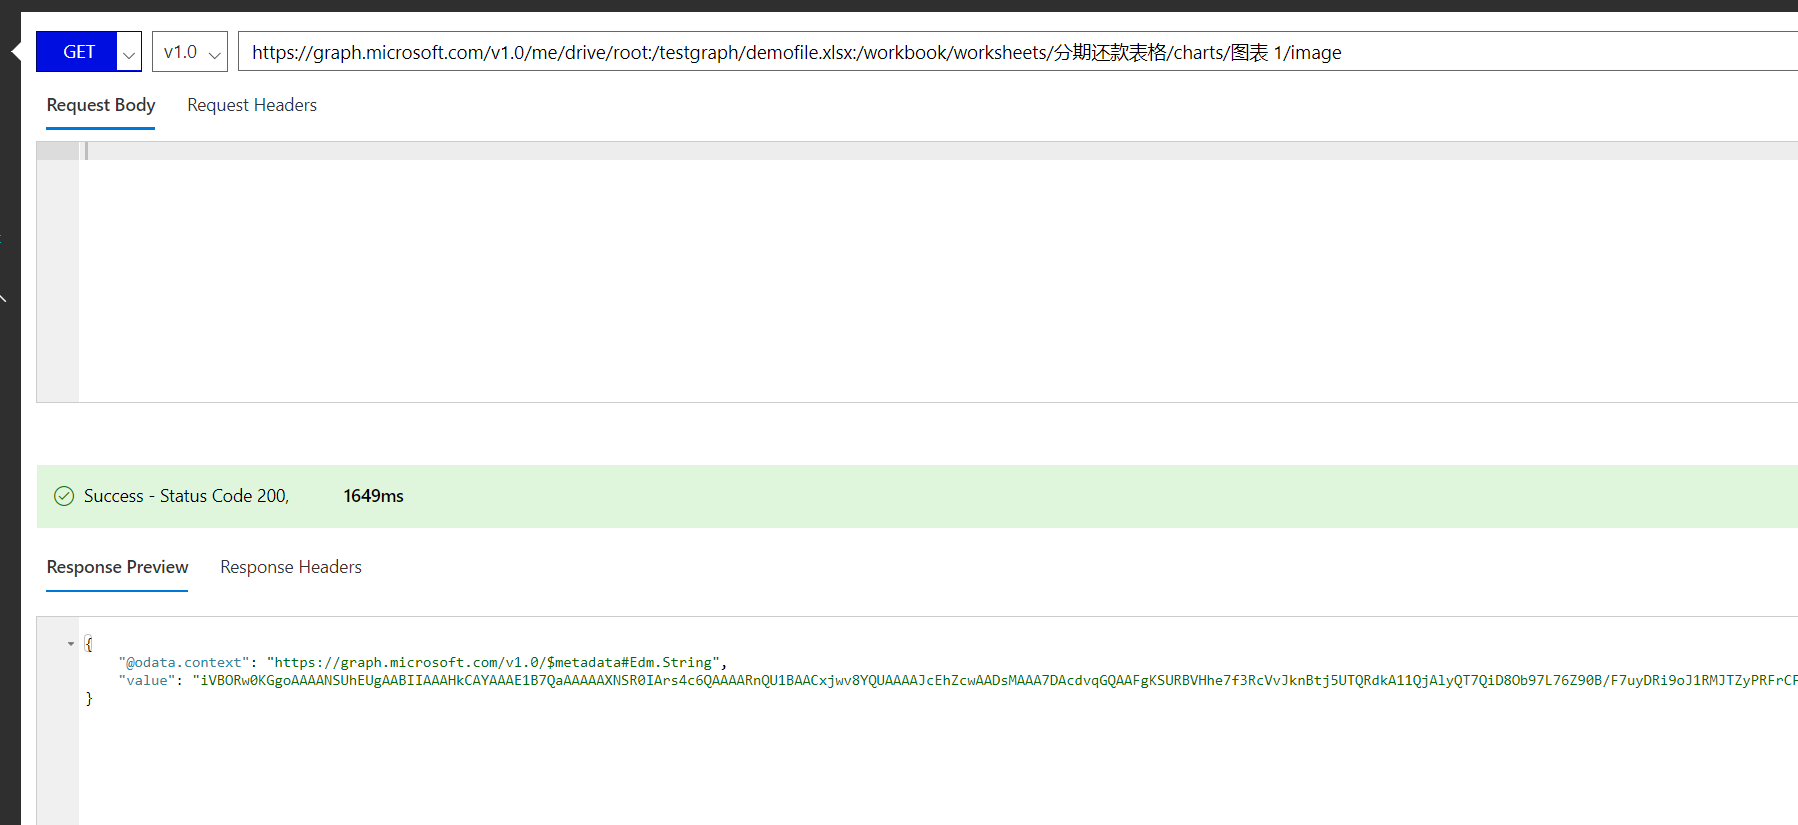 GET v1.0 https://graph.microsoft.com/v1.0/me/drive/root:/testgraph/demofile.xlsx:/workbook/worksheets/分期还款表格/charts/图表 1/image
Request Body Request Headers
Success - Status Code 200, 1649ms
Response Preview Response Headers
{
"@odata.context": "https://graph.microsoft.com/v1.0/$metadata#Edm.String",
"value": "iVBORw0KGgoAAAANSUhEUgAABIIAAAHkCAYAAAE1B7QaAAAAAXNSR0IArs4c6QAAAARnQU1BAACxjwv8YQUAAAAJcEhZcwAADsMAAA7DAcdvqGQAAFgKSURBVHhe7f3RcVvJknBtj5UTQRdkA11QjAlyQT7QiD8Ob97L76Z90B/F7uyDRi9oJ1RMJTZyPRFrCF
}